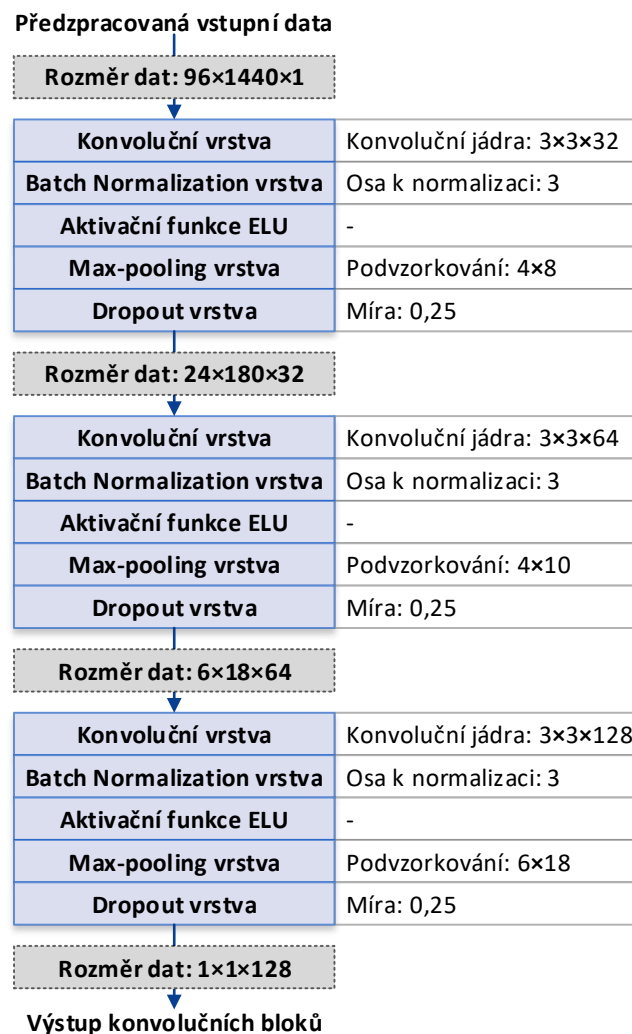 Předzpracovaná vstupní data
Rozměr dat: 96×1440×1
Konvoluční vrstva Konvoluční jádra: 3×3×32
Batch Normalization vrstva Osa k normalizaci: 3
Aktivační funkce ELU -
Max-pooling vrstva Podvzorkování: 4×8
Dropout vrstva Míra: 0,25
Rozměr dat: 24×180×32
Konvoluční vrstva Konvoluční jádra: 3×3×64
Batch Normalization vrstva Osa k normalizaci: 3
Aktivační funkce ELU -
Max-pooling vrstva Podvzorkování: 4×10
Dropout vrstva Míra: 0,25
Rozměr dat: 6×18×64
Konvoluční vrstva Konvoluční jádra: 3×3×128
Batch Normalization vrstva Osa k normalizaci: 3
Aktivační funkce ELU -
Max-pooling vrstva Podvzorkování: 6×18
Dropout vrstva Míra: 0,25
Rozměr dat: 1×1×128
Výstup konvolučních bloků